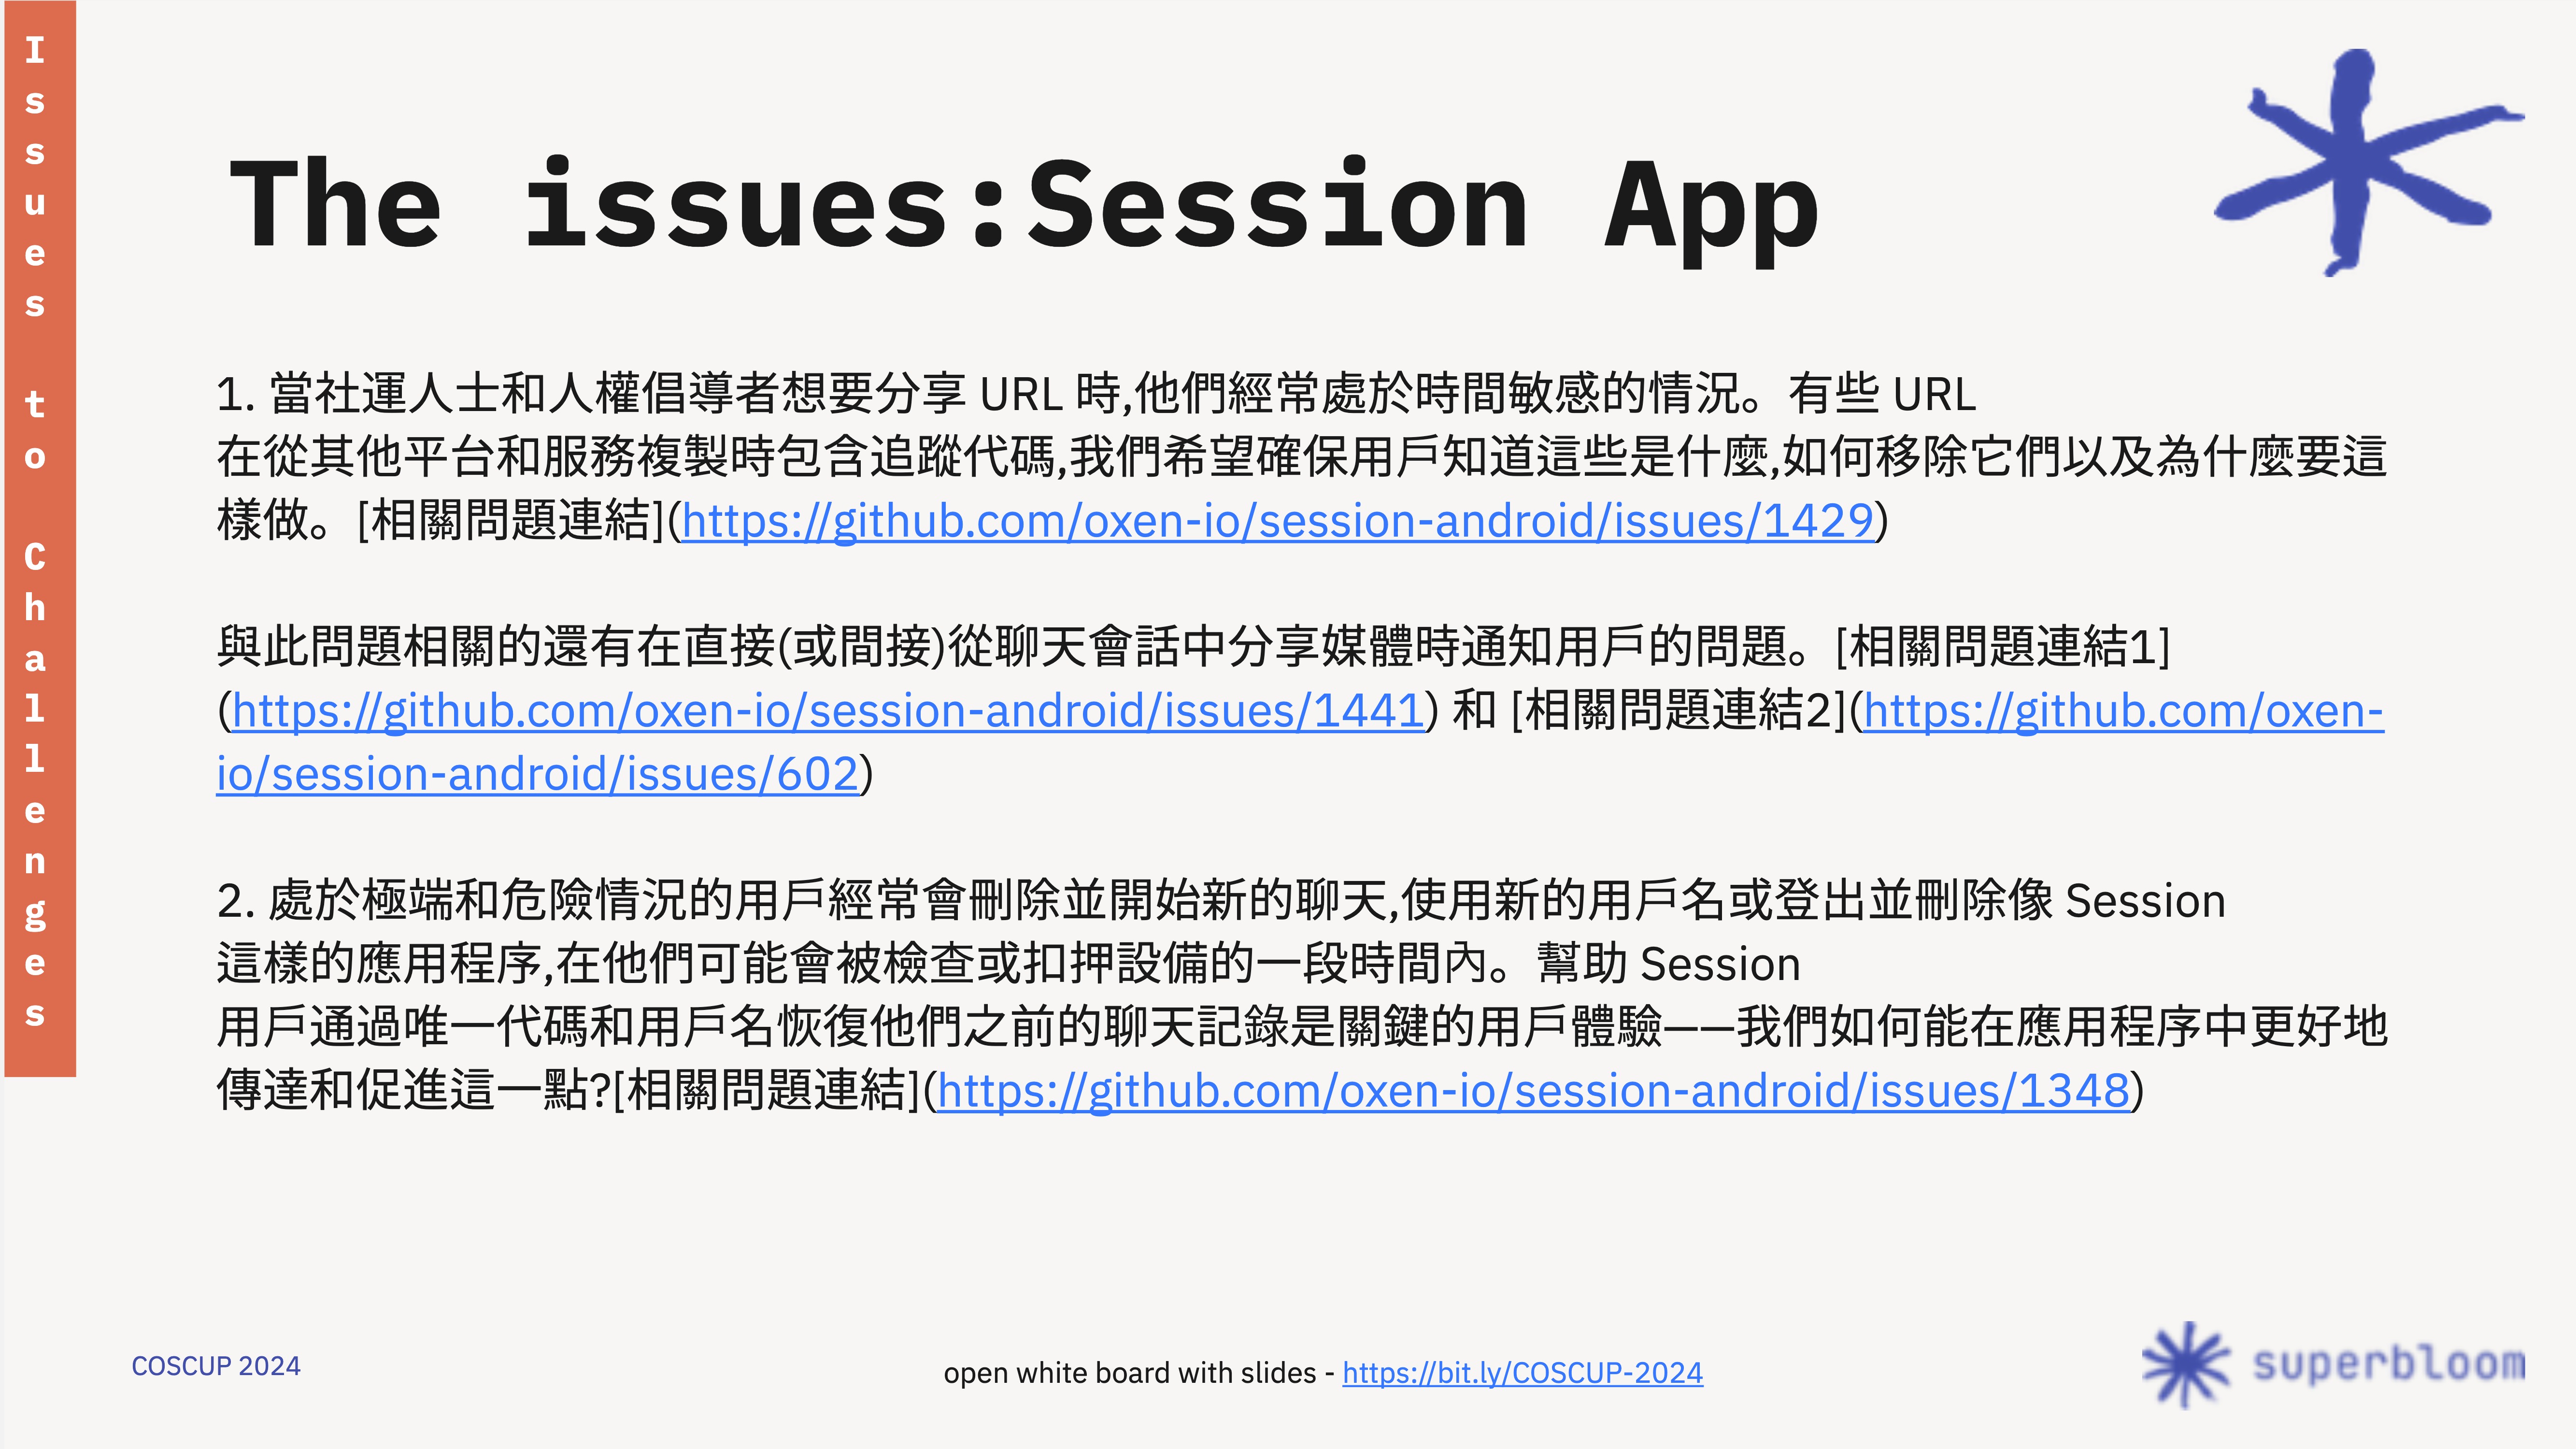 Issues to Challenges
The issues:Session App
1. 當社運人士和人權倡導者想要分享 URL 時,他們經常處於時間敏感的情況。有些 URL
在從其他平台和服務複製時包含追蹤代碼,我們希望確保用戶知道這些是什麼,如何移除它們以及為什麼要這
樣做。[相關問題連結](https://github.com/oxen-io/session-android/issues/1429)
與此問題相關的還有在直接(或間接)從聊天會話中分享媒體時通知用戶的問題。[相關問題連結1]
(https://github.com/oxen-io/session-android/issues/1441) 和 [相關問題連結2](https://github.com/oxen-
io/session-android/issues/602)
2. 處於極端和危險情況的用戶經常會刪除並開始新的聊天,使用新的用戶名或登出並刪除像 Session
這樣的應用程序,在他們可能會被檢查或扣押設備的一段時間內。幫助 Session
用戶通過唯一代碼和用戶名恢復他們之前的聊天記錄是關鍵的用戶體驗——我們如何能在應用程序中更好地
傳達和促進這一點?[相關問題連結](https://github.com/oxen-io/session-android/issues/1348)
COSCUP 2024
open white board with slides - https://bit.ly/COSCUP-2024
superbloom